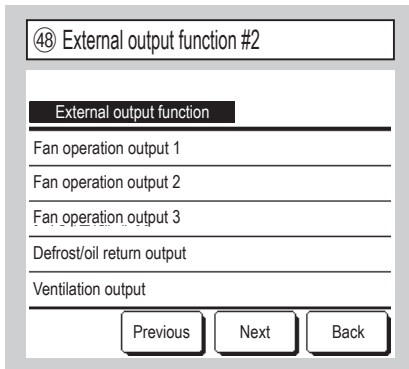 ㊽ External output function #2
External output function
Fan operation output 1
Fan operation output 2
Fan operation output 3
Defrost/oil return output
Ventilation output
Previous Next Back